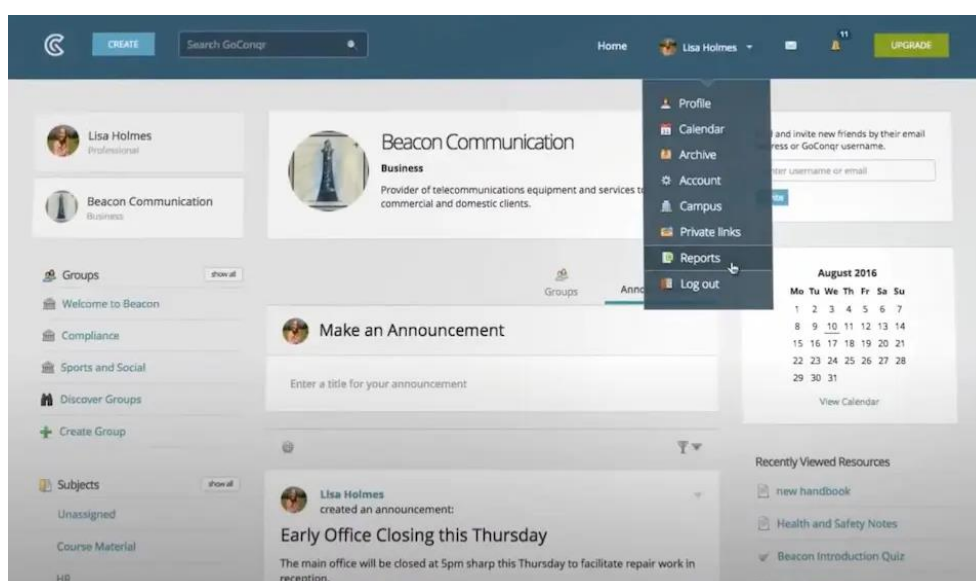 CREATE
Search GoConqr
Home
Lisa Holmes
11
UPGRADE
Profile
Calendar
Archive
Account
Campus
Private links
Reports
Log out
Lisa Holmes
Professional
Beacon Communication
Business
Groups
show all
Welcome to Beacon
Compliance
Sports and Social
Discover Groups
Create Group
Subjects
show all
Unassigned
Course Material
HR
Beacon Communication
Business
Provider of telecommunications equipment and services to
commercial and domestic clients.
Groups
Make an Announcement
Enter a title for your announcement
Lisa Holmes
created an announcement:
Early Office Closing this Thursday
The main office will be closed at 5pm sharp this Thursday to facilitate repair work in
reception.
and invite new friends by their email
or GoConqr username.
username or email
August 2016
Mo Tu We Th Fr Sa Su
1 2 3 4 5 6 7
8 9 10 11 12 13 14
15 16 17 18 19 20 21
22 23 24 25 26 27 28
29 30 31
View Calendar
Recently Viewed Resources
new handbook
Health and Safety Notes
Beacon Introduction Quiz